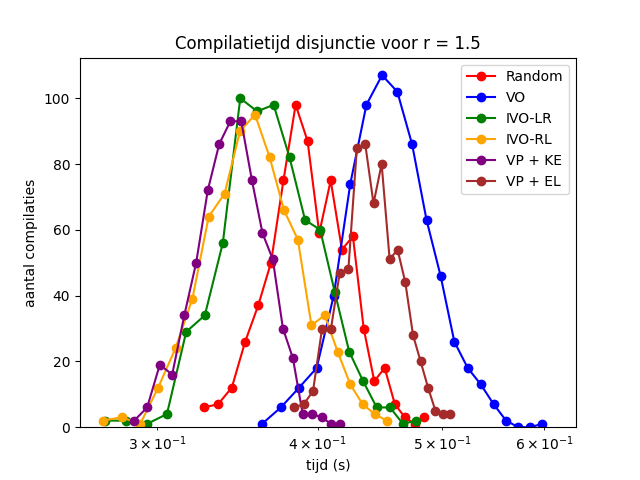 Compilatietijd disjunctie voor r = 1.5
aantal compilaties
100
80
60
40
20
0
Random
VO
IVO-LR
IVO-RL
VP + KE
VP + EL
3 × 10⁻¹
4 × 10⁻¹
5 × 10⁻¹
6 × 10⁻¹
tijd (s)